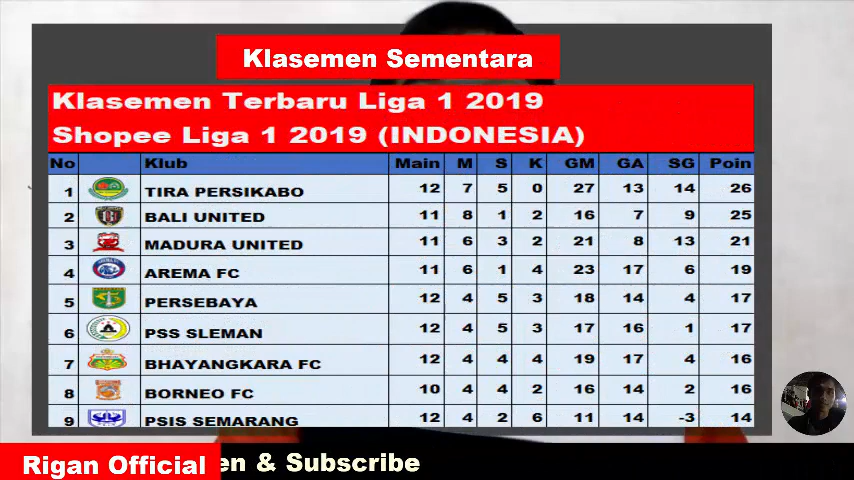 Klasemen Sementara
Klasemen Terbaru Liga 1 2019
Shopee Liga 1 2019 (INDONESIA)
No Klub Main M S K GM GA SG Poin
1 TIRA PERSIKABO 12 7 5 0 27 13 14 26
2 BALI UNITED 11 8 1 2 16 7 9 25
3 MADURA UNITED 11 6 3 2 21 8 13 21
4 AREMA FC 11 6 1 4 23 17 6 19
5 PERSEBAYA 12 4 5 3 18 14 4 17
6 PSS SLEMAN 12 4 5 3 17 16 1 17
7 BHAYANGKARA FC 12 4 4 4 19 17 4 16
8 BORNEO FC 10 4 4 2 16 14 2 16
9 PSIS SEMARANG 12 4 2 6 11 14 -3 14
Rigan Official en & Subscribe